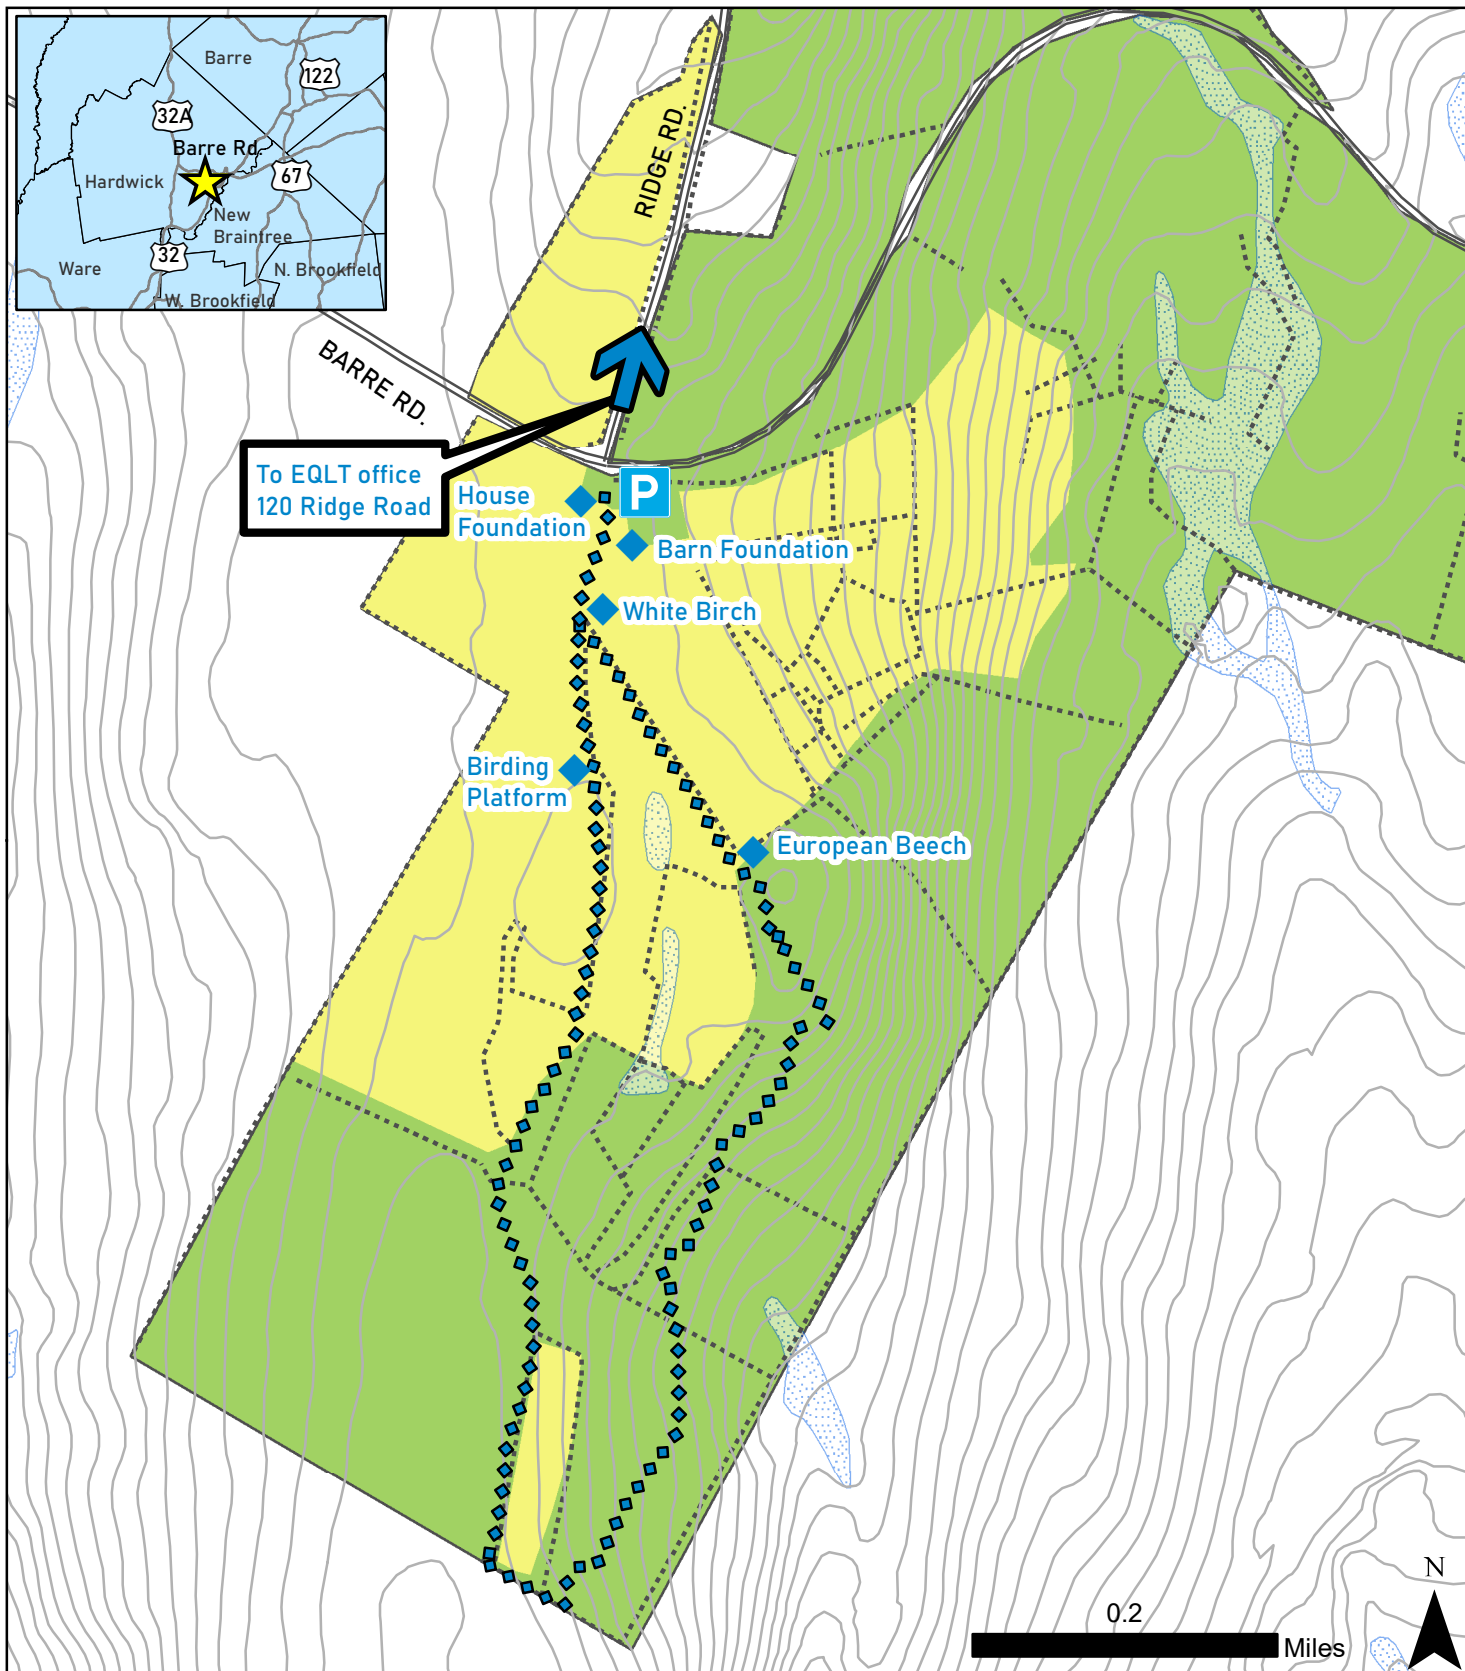 Barre
122
32A
Barre Rd
Hardwick
67
New
Braintree
32
Ware
N. Brookfield
W. Brookfield
RIDGE RD.
BARRE RD.
To EQLT office
120 Ridge Road
P
House
Foundation
Barn Foundation
White Birch
Birding
Platform
European Beech
N
0.2
Miles